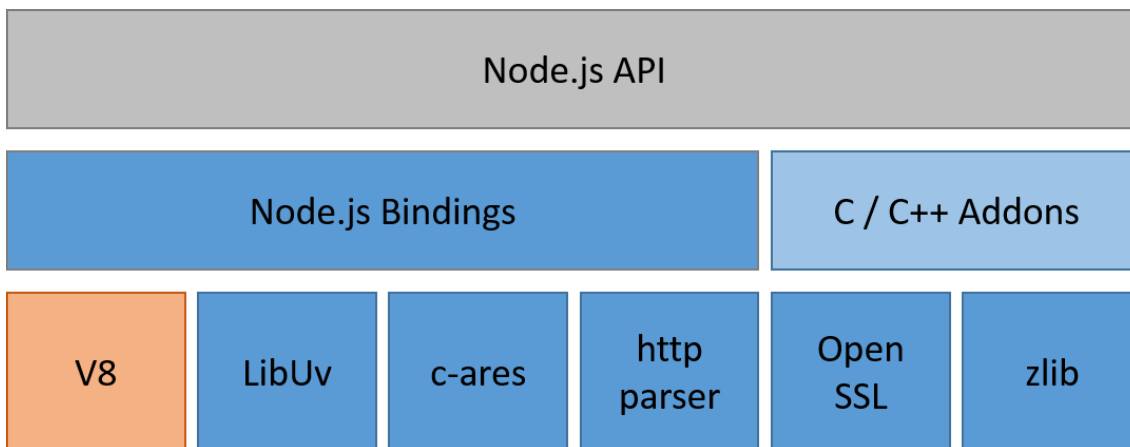 Node.js API
Node.js Bindings
C / C++ Addons
V8
LibUv
c-ares
http
parser
Open
SSL
zlib